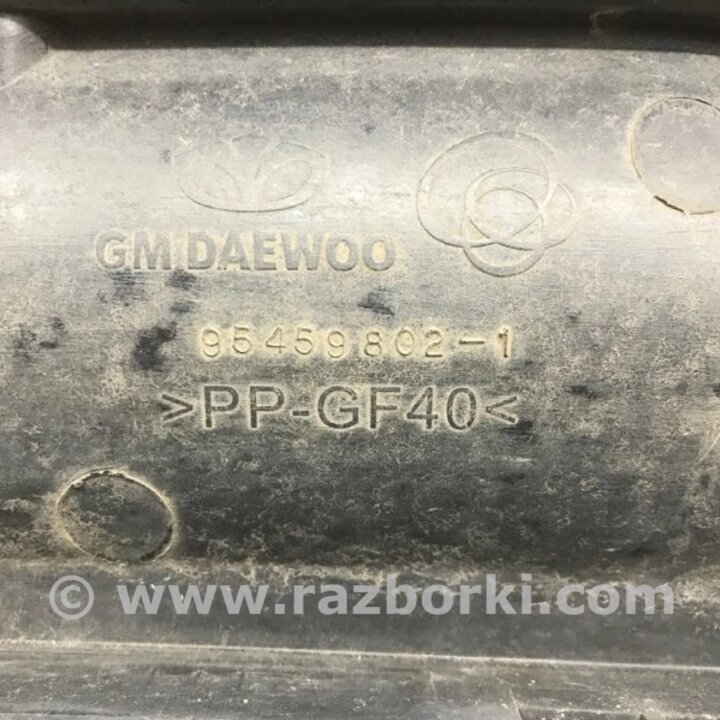 GM DAEWOO
95459802-1
>PP-GF40<
© www.razborki.com